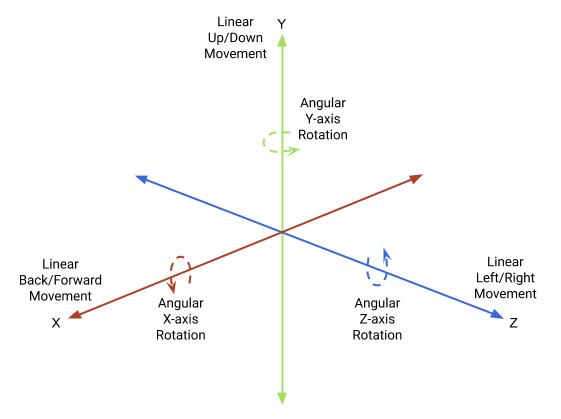 Linear
Up/Down
Movement
Y
Angular
Y-axis
Rotation
Linear
Back/Forward
Movement
X
Angular
X-axis
Rotation
Angular
Z-axis
Rotation
Linear
Left/Right
Movement
Z